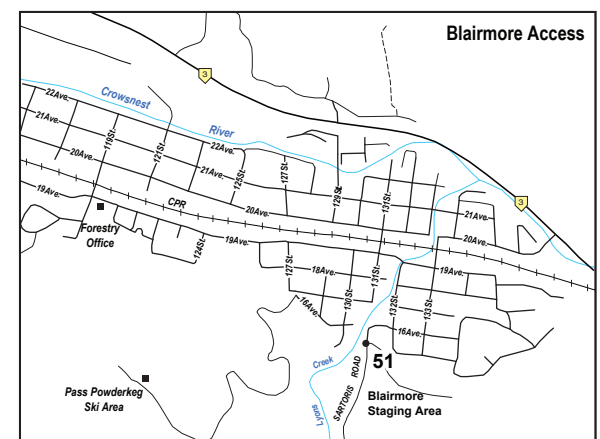 Blairmore Access
3
Crowsnest
River
22Ave.
21Ave.
20Ave.
19Ave.
119St.
121St.
22Ave.
21Ave.
125St.
127St.
129St.
131St.
20Ave.
CPR
Forestry
Office
124St.
19Ave.
127St.
18Ave.
16Ave.
130St.
131St.
3
21Ave.
20Ave.
19Ave.
132St.
133St.
16Ave.
51
Creek
Lyons
SARTORIS ROAD
Blairmore
Staging Area
Pass Powderkeg
Ski Area